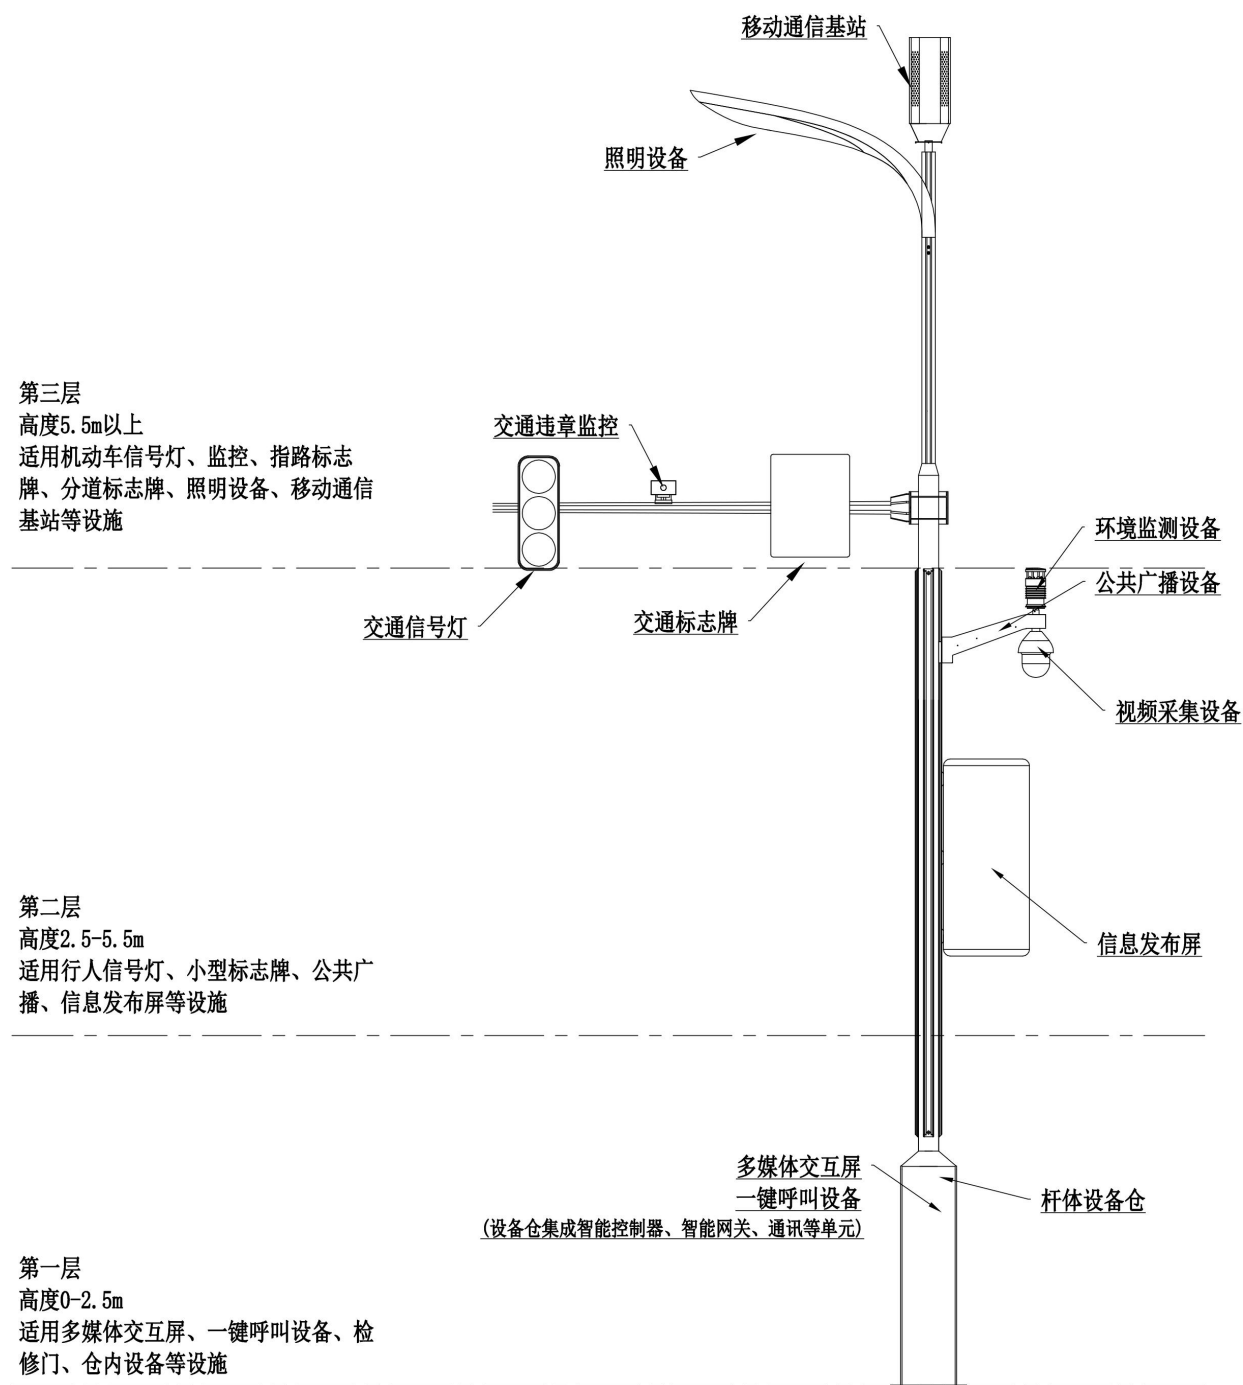 移动通信基站
照明设备
第三层
高度5.5m以上
适用机动车信号灯、监控、指路标志
牌、分道标志牌、照明设备、移动通信
基站等设施
交通违章监控
环境监测设备
公共广播设备
交通信号灯
交通标志牌
视频采集设备
第二层
高度2.5-5.5m
适用行人信号灯、小型标志牌、公共广
播、信息发布屏等设施
信息发布屏
多媒体交互屏
一键呼叫设备
(设备仓集成智能控制器、智能网关、通讯等单元)
杆体设备仓
第一层
高度0-2.5m
适用多媒体交互屏、一键呼叫设备、检
修门、仓内设备等设施